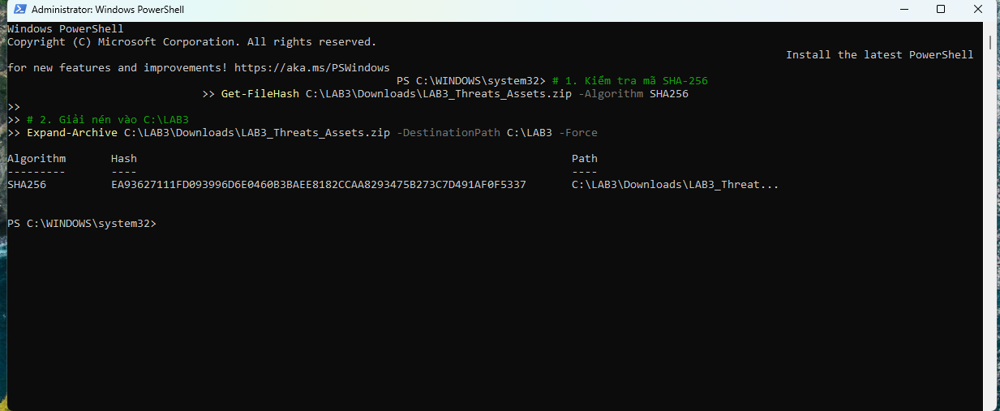 Administrator: Windows PowerShell
Windows PowerShell
Copyright (C) Microsoft Corporation. All rights reserved.
Install the latest PowerShell
for new features and improvements! https://aka.ms/PSWindows
PS C:\WINDOWS\system32> # 1. Kiểm tra mã SHA-256
>> Get-FileHash C:\LAB3\Downloads\LAB3_Threats_Assets.zip -Algorithm SHA256
>>
>> # 2. Giải nén vào C:\LAB3
>> Expand-Archive C:\LAB3\Downloads\LAB3_Threats_Assets.zip -DestinationPath C:\LAB3 -Force
Algorithm Hash Path
--------- ---- ----
SHA256 EA93627111FD093996D6E0460B3BAEE8182CCAA8293475B273C7D491AF0F5337 C:\LAB3\Downloads\LAB3_Threat...
PS C:\WINDOWS\system32>